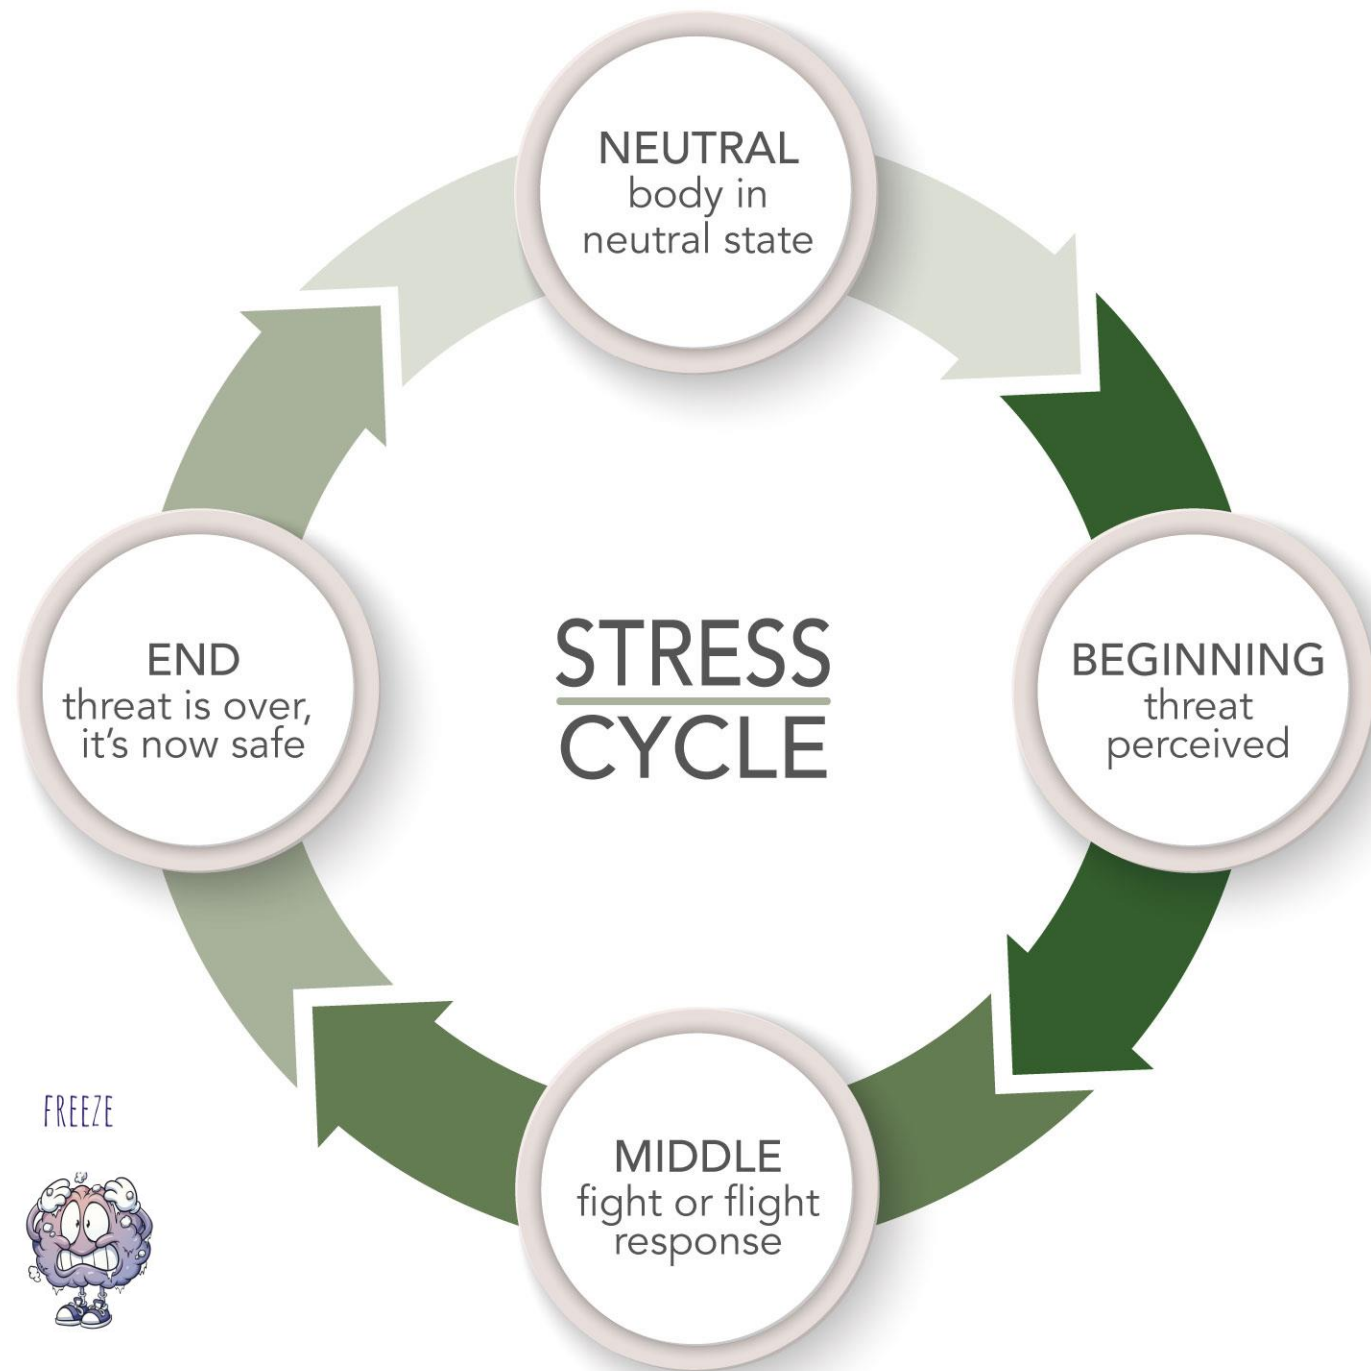 NEUTRAL
body in
neutral state
BEGINNING
threat
perceived
MIDDLE
fight or flight
response
END
threat is over,
it's now safe
STRESS
CYCLE
FREEZE